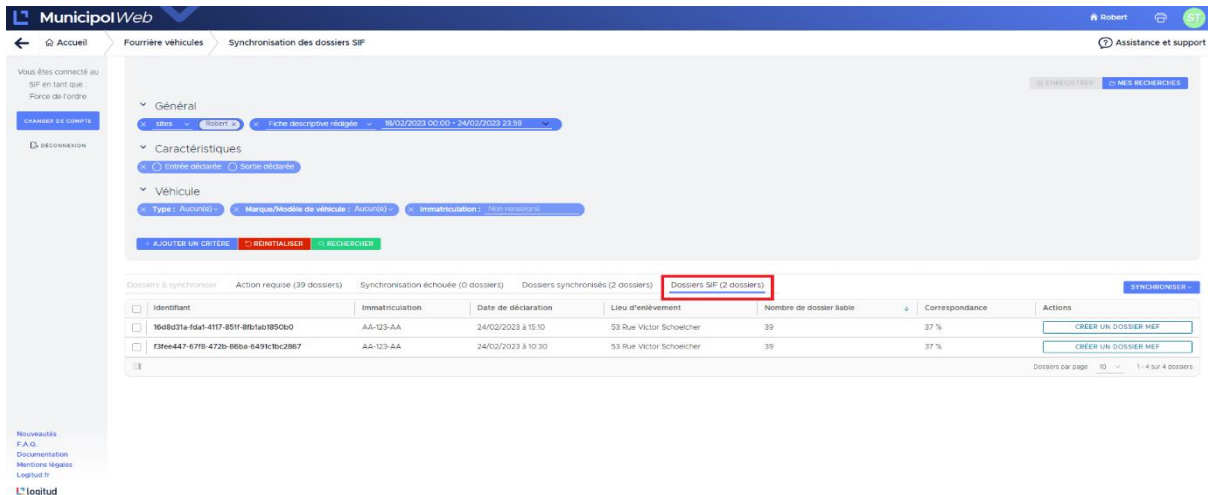 Municipol Web
Robert
ST
Accueil
Fourrière véhicules
Synchronisation des dossiers SIF
Assistance et support
Vous êtes connecté au
SIF en tant que :
Force de l'ordre
CHANGER DE COMPTE
DÉCONNEXION
ENREGISTRER
MES RECHERCHES
Général
sites Robert x Fiche descriptive rédigée 18/02/2023 00:00 - 24/02/2023 23:59
Caractéristiques
Entrée déclarée Sortie déclarée
Véhicule
Type : Aucun(e) Marque/Modèle de véhicule : Aucun(e) Immatriculation : Non renseigné
+ AJOUTER UN CRITÈRE RÉINITIALISER RECHERCHER
Dossiers à synchroniser Action requise (39 dossiers) Synchronisation échouée (0 dossiers) Dossiers synchronisés (2 dossiers) Dossiers SIF (2 dossiers) SYNCHRONISER
Identifiant Immatriculation Date de déclaration Lieu d'enlèvement Nombre de dossier liable Correspondance Actions
16d8d31a-fda1-4117-851f-8fb1ab1850b0 AA-123-AA 24/02/2023 à 15:10 53 Rue Victor Schoelcher 39 37 % CRÉER UN DOSSIER MEF
f3fee447-67f8-472b-86ba-6491c1bc2867 AA-123-AA 24/02/2023 à 10:30 53 Rue Victor Schoelcher 39 37 % CRÉER UN DOSSIER MEF
Dossiers par page 10 1 - 4 sur 4 dossiers
Nouveautés
F.A.Q.
Documentation
Mentions légales
Logitud.fr
logitud